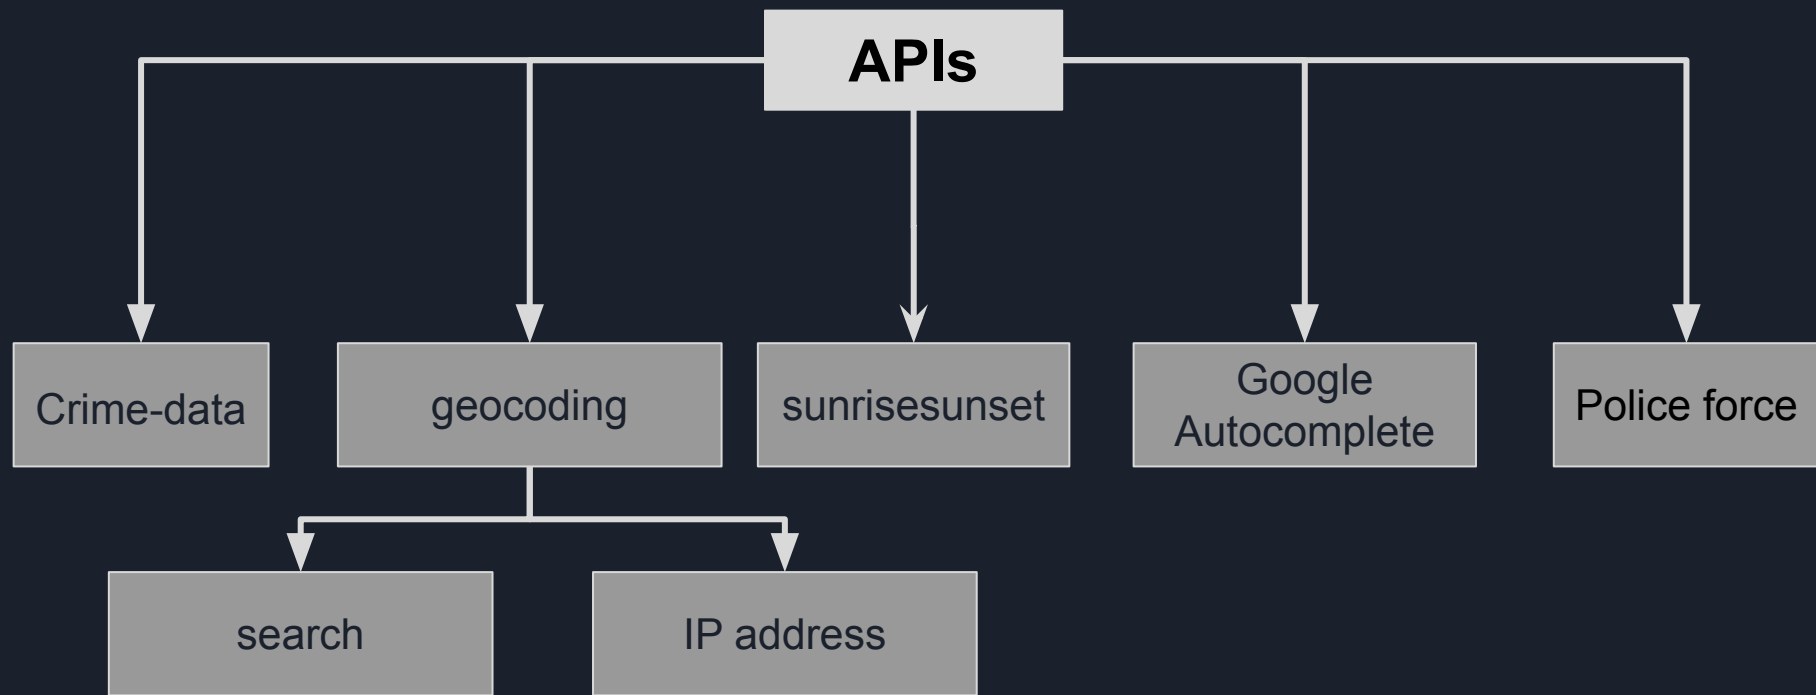 APIs
Crime-data
geocoding
sunrisesunset
Google
Autocomplete
Police force
search
IP address